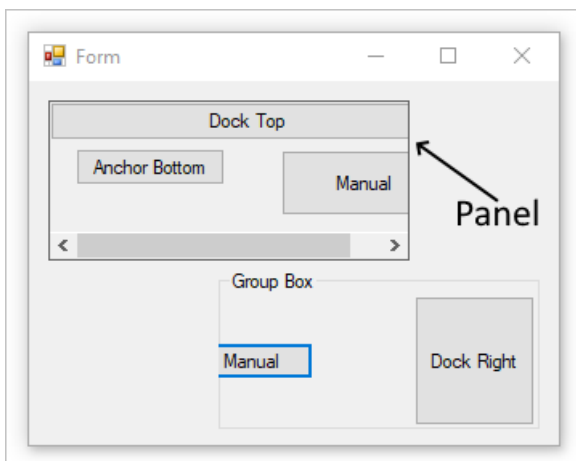 Form
Dock Top
Anchor Bottom
Manual
Panel
Group Box
Manual
Dock Right